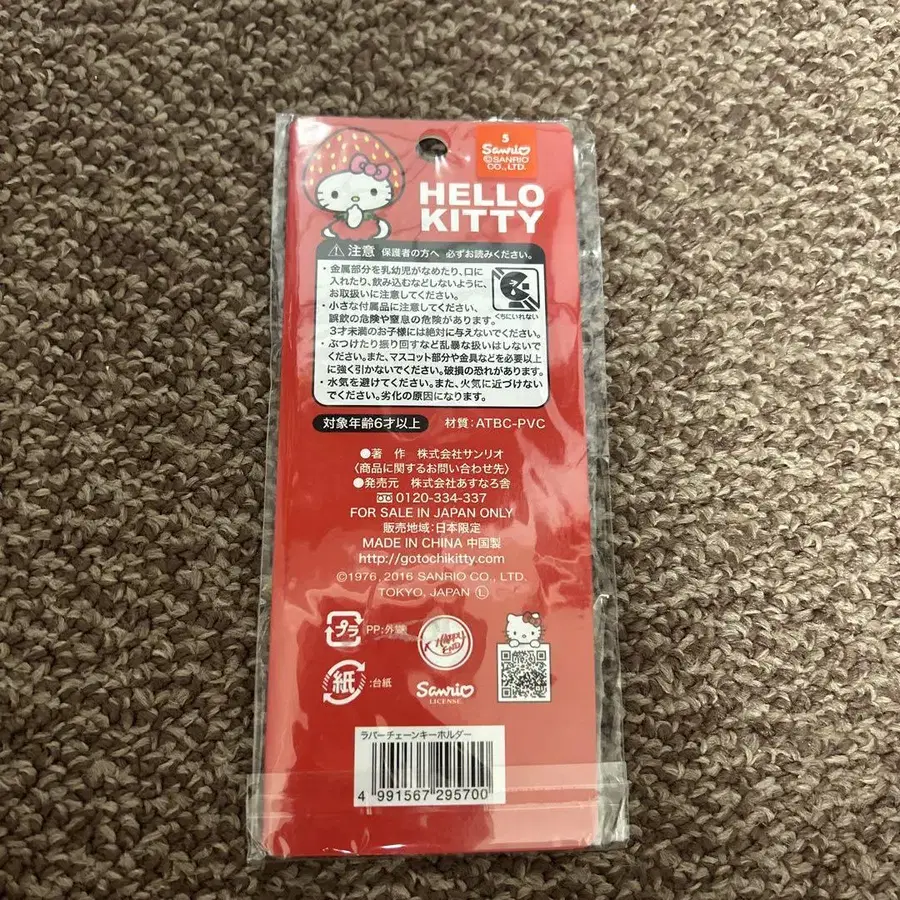 5
Sanrio
©SANRIO
CO., LTD.
HELLO
KITTY
⚠注意 保護者の方へ 必ずお読みください。
・金属部分を乳幼児がなめたり、口に
入れたり、飲み込むなどしないように、
お取扱いに注意してください。
くちにいれない
・小さな付属品に注意してください。
誤飲の危険や窒息の危険があります。
3才未満のお子様には絶対に与えないでください。
・ぶつけたり振り回すなど乱暴な扱いはしないで
ください。また、マスコット部分や金具などを必要以上
に強く引かないでください。破損の恐れがあります。
・水気を避けてください。また、火気に近づけない
でください。劣化の原因になります。
対象年齢6才以上 材質：ATBC-PVC
●著 作 株式会社サンリオ
〈商品に関するお問い合わせ先〉
●発売元 株式会社あすなろ舎
0120-334-337
FOR SALE IN JAPAN ONLY
販売地域：日本限定
MADE IN CHINA 中国製
http://gotochikitty.com
©1976, 2016 SANRIO CO., LTD.
TOKYO, JAPAN Ⓛ
プラ PP:外袋
HAPPY
END
紙 :台紙
Sanrio
LICENSE
ラバーチェーンキーホルダー
4 991567 295700